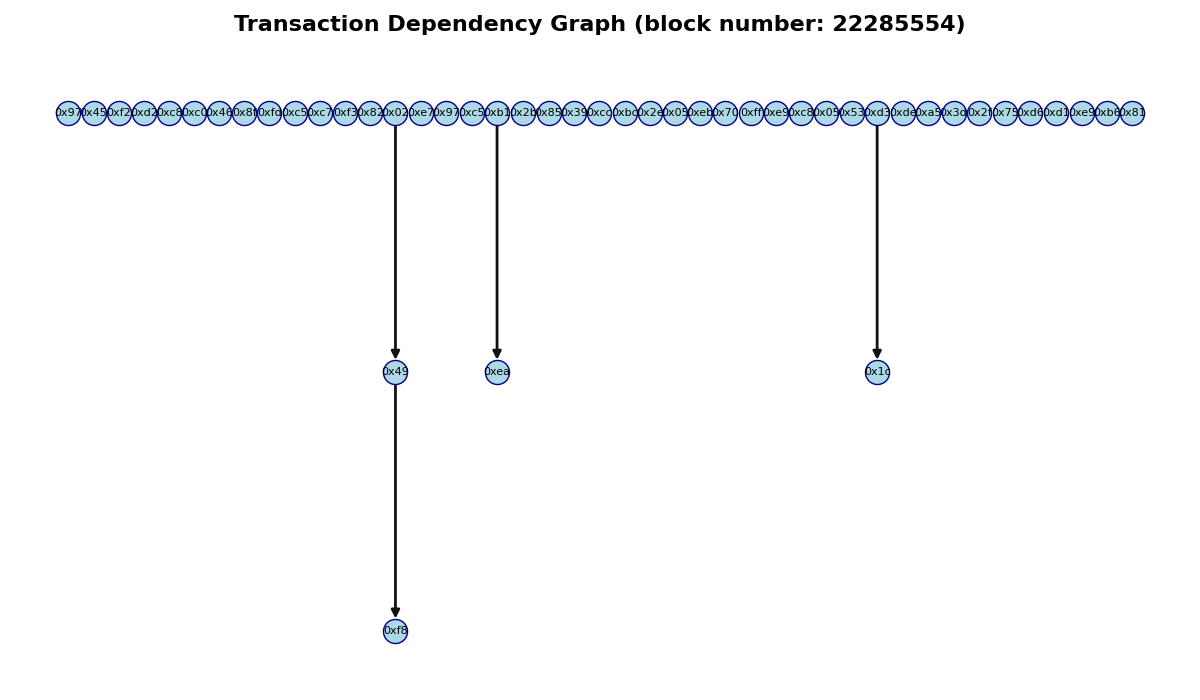 Transaction Dependency Graph (block number: 22285554)
0x97 0x45 0xf2 0xd2 0xc8 0xc0 0x46 0x8f 0xfd 0xc5 0xc7 0xf3 0x82 0x02 0xe7 0x97 0xc5 0xb1 0x2b 0x85 0x39 0xcc 0xbc 0x2e 0x05 0xeb 0x70 0xff 0xe9 0xc8 0x05 0x53 0xd3 0xde 0xa5 0x2f 0x75 0xd6 0xd1 0xe9 0xb6 0x81
0x49 0xea 0x1c
0xf8